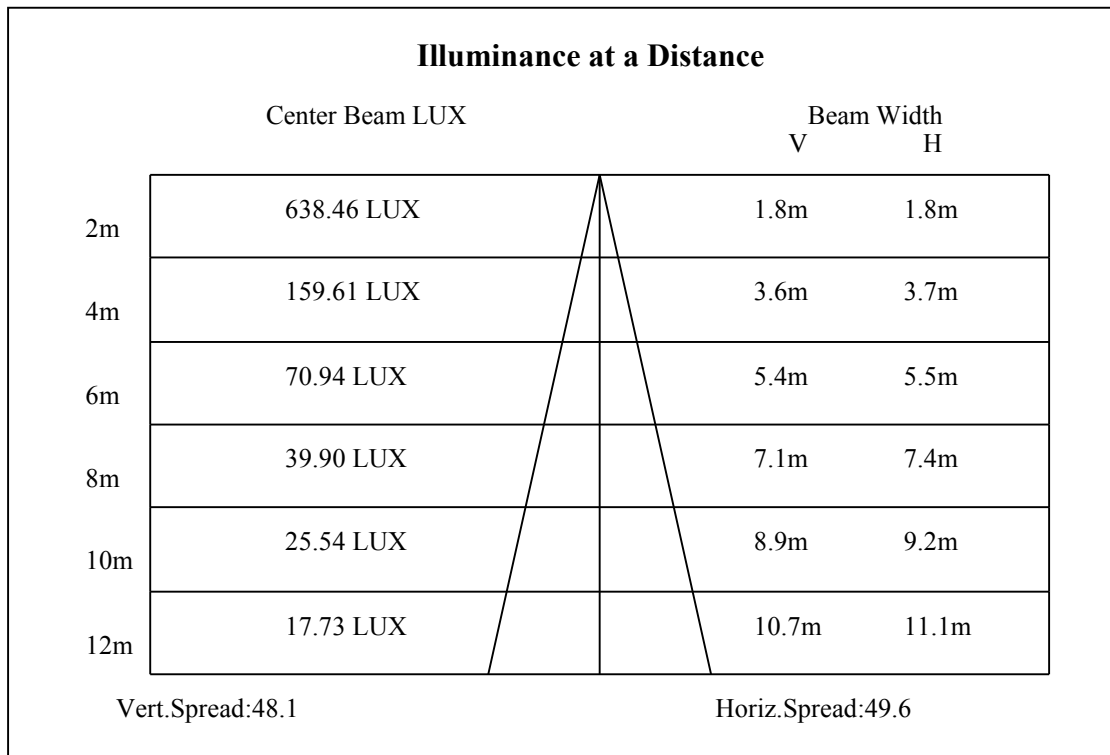 Illuminance at a Distance
Center Beam LUX Beam Width
V H
2m 638.46 LUX 1.8m 1.8m
4m 159.61 LUX 3.6m 3.7m
6m 70.94 LUX 5.4m 5.5m
8m 39.90 LUX 7.1m 7.4m
10m 25.54 LUX 8.9m 9.2m
12m 17.73 LUX 10.7m 11.1m
Vert.Spread:48.1 Horiz.Spread:49.6